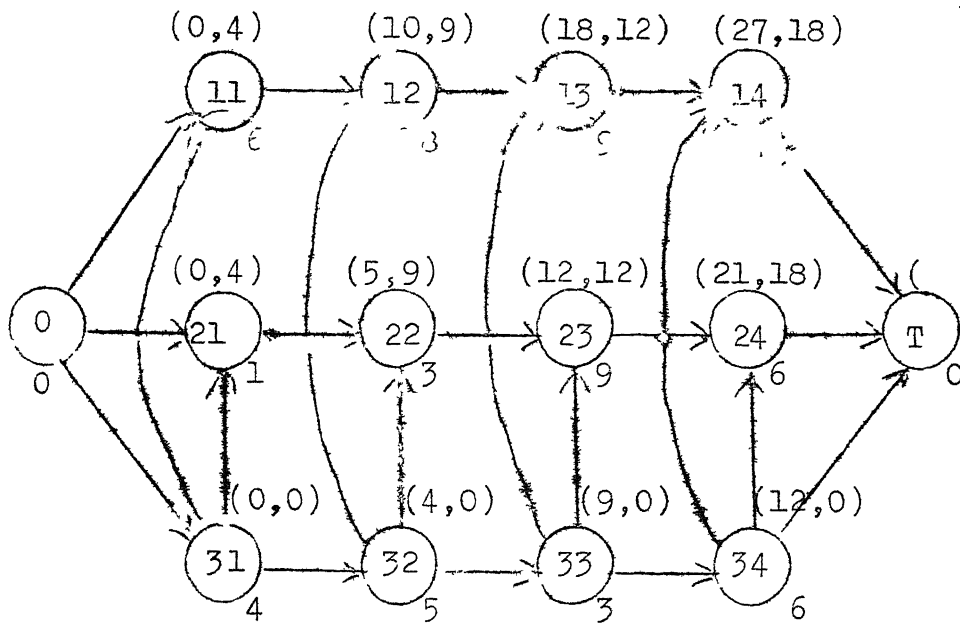 (0,4) (10,9) (18,12) (27,18)
11 12 13 14
(0,4) (5,9) (12,12) (21,18) (
0 21 22 23 24 T
0 1 3 9 6 0
(0,0) (4,0) (9,0) (12,0)
31 32 33 34
4 5 3 6